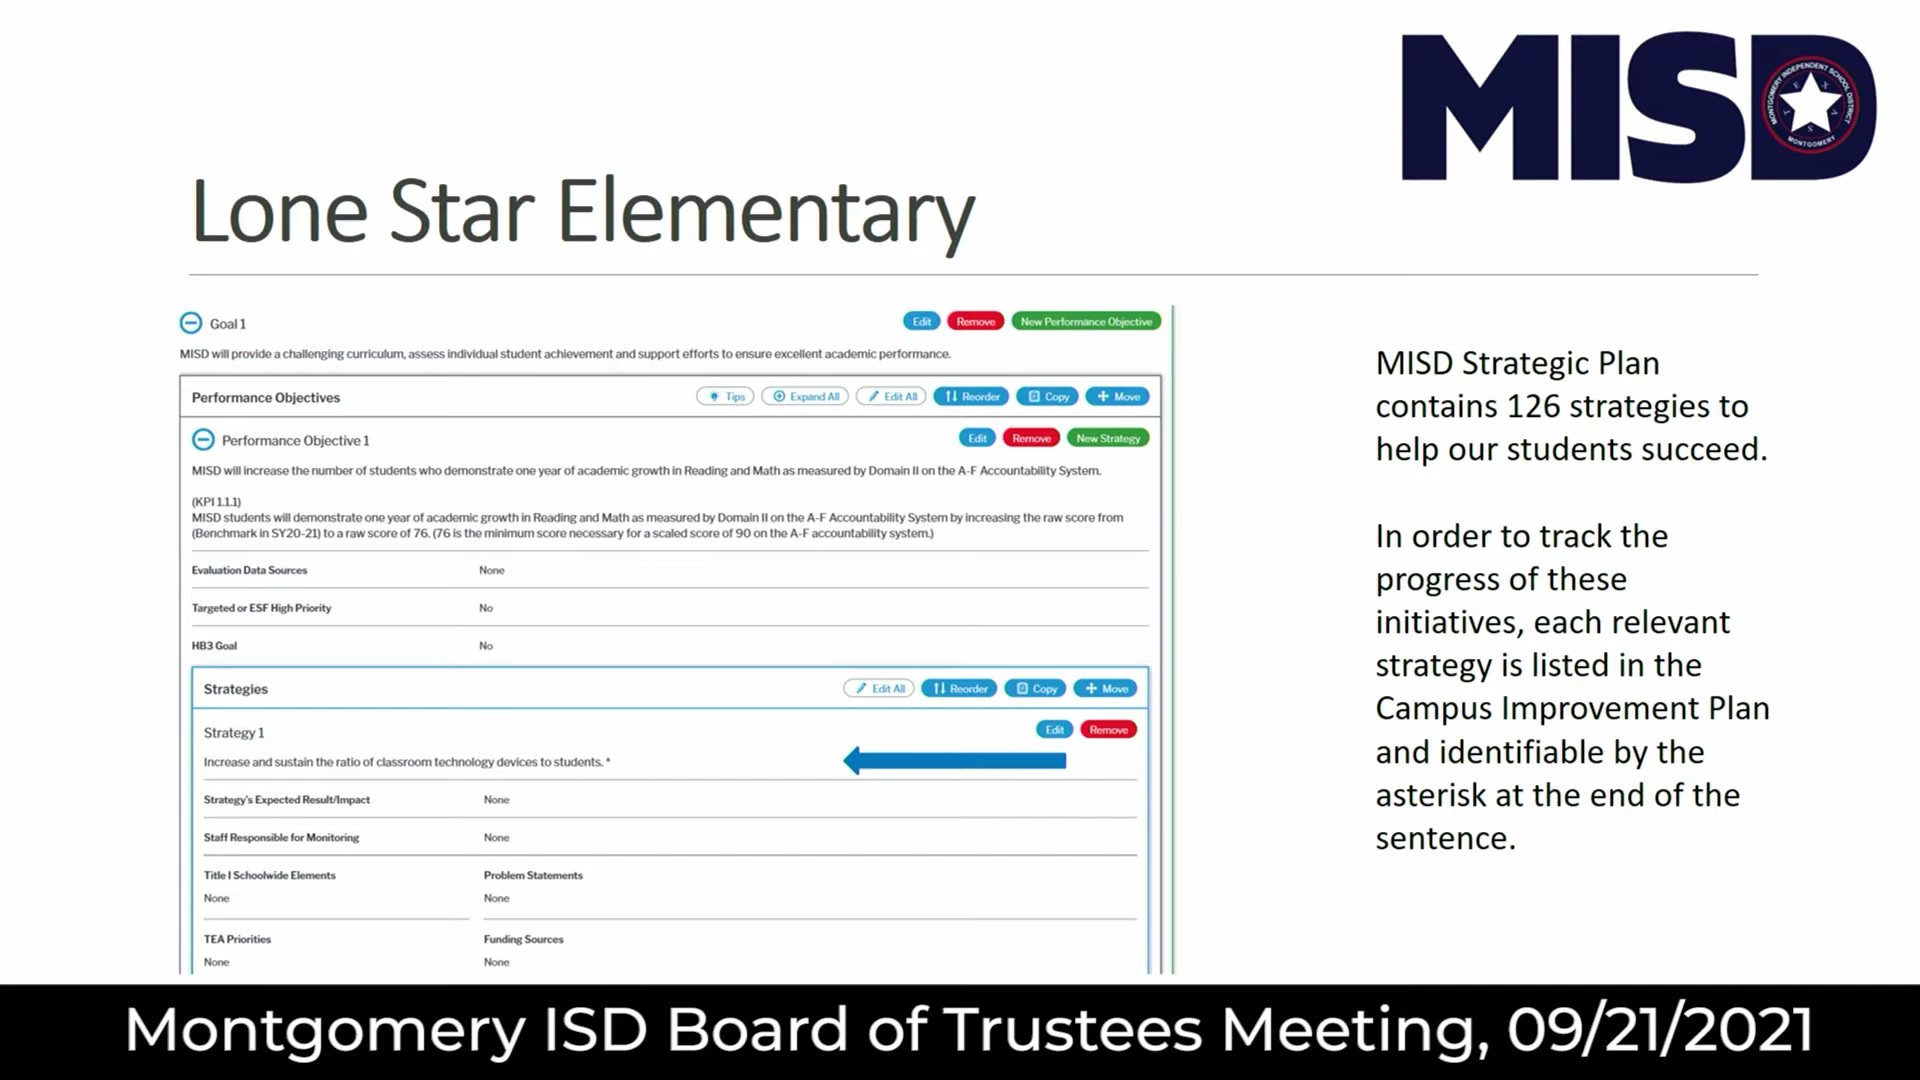 MISD
MONTGOMERY INDEPENDENT SCHOOL DISTRICT
TEXAS
MONTGOMERY
Lone Star Elementary
Goal 1
Edit
Remove
New Performance Objective
MISD will provide a challenging curriculum, assess individual student achievement and support efforts to ensure excellent academic performance.
Performance Objectives
Tips
Expand All
Edit All
Reorder
Copy
Move
Performance Objective 1
Edit
Remove
New Strategy
MISD will increase the number of students who demonstrate one year of academic growth in Reading and Math as measured by Domain II on the A-F Accountability System.
(KPI 1.1.1)
MISD students will demonstrate one year of academic growth in Reading and Math as measured by Domain II on the A-F Accountability System by increasing the raw score from
(Benchmark in SY20-21) to a raw score of 76. (76 is the minimum score necessary for a scaled score of 90 on the A-F accountability system.)
Evaluation Data Sources None
Targeted or ESF High Priority No
HB3 Goal No
Strategies
Edit All
Reorder
Copy
Move
Strategy 1
Edit
Remove
Increase and sustain the ratio of classroom technology devices to students. *
Strategy's Expected Result/Impact None
Staff Responsible for Monitoring None
Title I Schoolwide Elements Problem Statements
None None
TEA Priorities Funding Sources
None None
MISD Strategic Plan
contains 126 strategies to
help our students succeed.
In order to track the
progress of these
initiatives, each relevant
strategy is listed in the
Campus Improvement Plan
and identifiable by the
asterisk at the end of the
sentence.
Montgomery ISD Board of Trustees Meeting, 09/21/2021